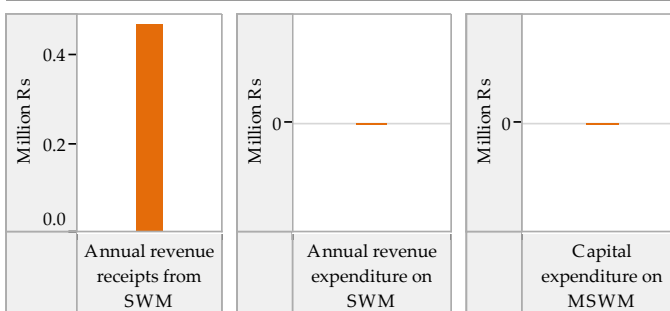 Million Rs
0.4
0.2
0.0
Annual revenue
receipts from
SWM
Million Rs
0
Annual revenue
expenditure on
SWM
Million Rs
0
Capital
expenditure on
MSWM